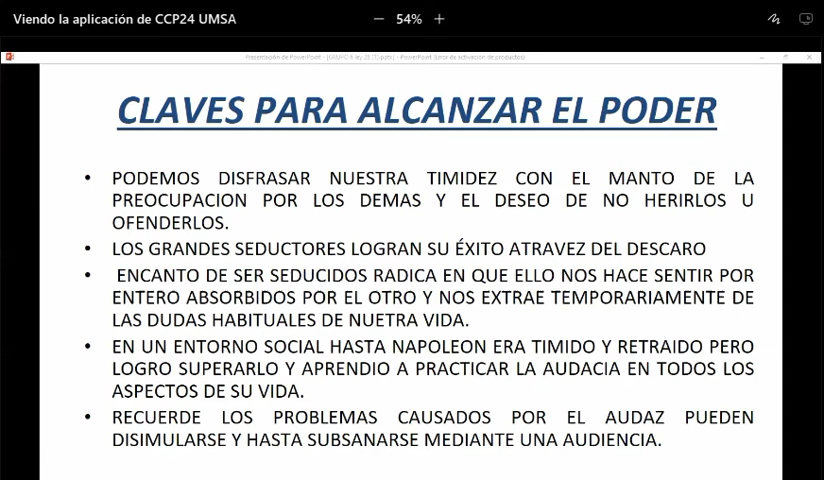 Viendo la aplicación de CCP24 UMSA
54%
CLAVES PARA ALCANZAR EL PODER
• PODEMOS DISFRASAR NUESTRA TIMIDEZ CON EL MANTO DE LA
PREOCUPACION POR LOS DEMAS Y EL DESEO DE NO HERIRLOS U
OFENDERLOS.
• LOS GRANDES SEDUCTORES LOGRAN SU ÉXITO ATRAVEZ DEL DESCARO
• ENCANTO DE SER SEDUCIDOS RADICA EN QUE ELLO NOS HACE SENTIR POR
ENTERO ABSORBIDOS POR EL OTRO Y NOS EXTRAE TEMPORARIAMENTE DE
LAS DUDAS HABITUALES DE NUETRA VIDA.
• EN UN ENTORNO SOCIAL HASTA NAPOLEON ERA TIMIDO Y RETRAIDO PERO
LOGRO SUPERARLO Y APRENDIO A PRACTICAR LA AUDACIA EN TODOS LOS
ASPECTOS DE SU VIDA.
• RECUERDE LOS PROBLEMAS CAUSADOS POR EL AUDAZ PUEDEN
DISIMULARSE Y HASTA SUBSANARSE MEDIANTE UNA AUDIENCIA.